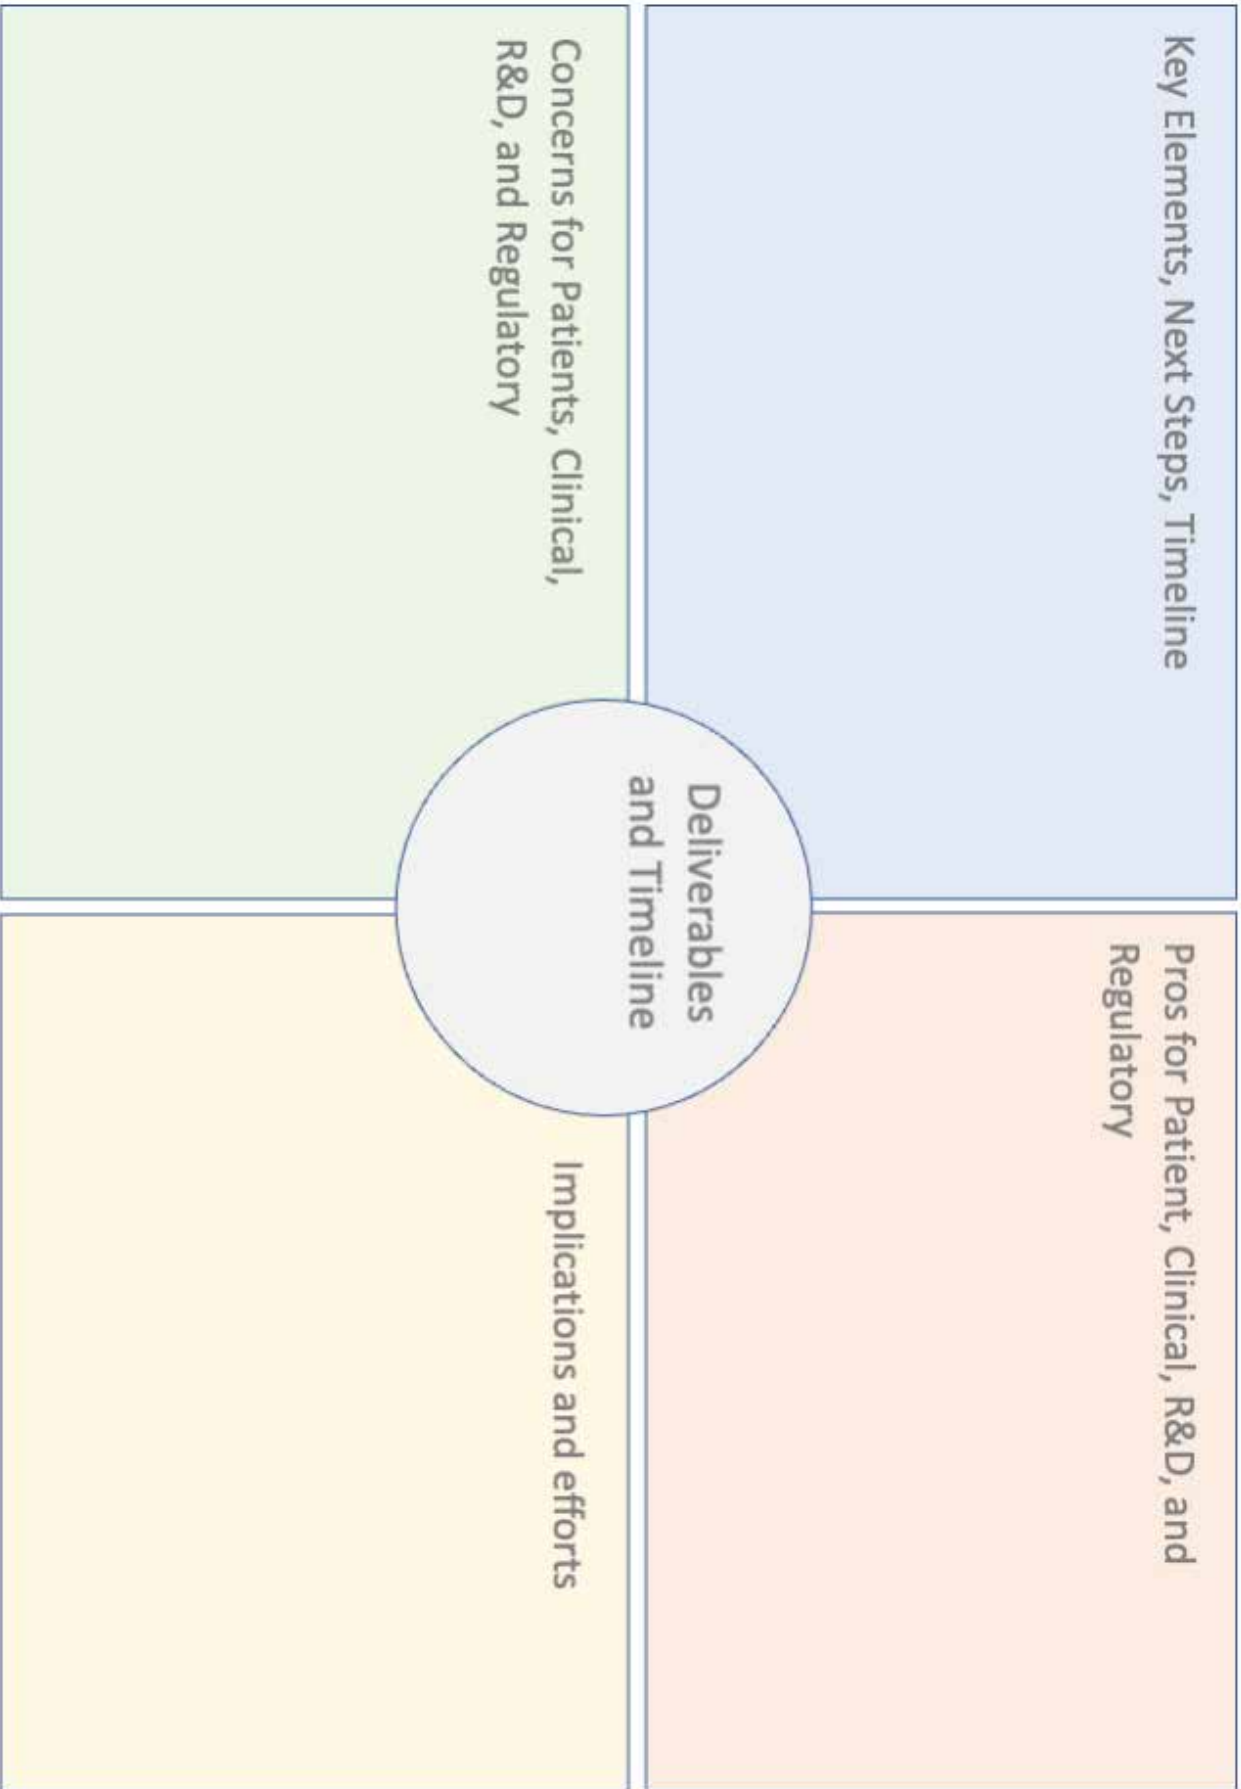 Key Elements, Next Steps, Timeline
Pros for Patient, Clinical, R&D, and
Regulatory
Deliverables
and Timeline
Concerns for Patients, Clinical,
R&D, and Regulatory
Implications and efforts